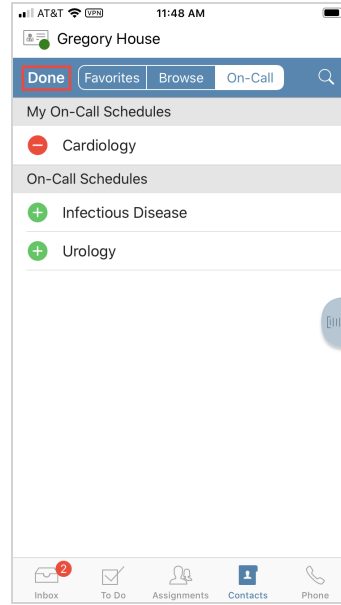 AT&T VPN 11:48 AM
Gregory House
Done Favorites Browse On-Call
My On-Call Schedules
Cardiology
On-Call Schedules
Infectious Disease
Urology
2
Inbox To Do Assignments Contacts Phone